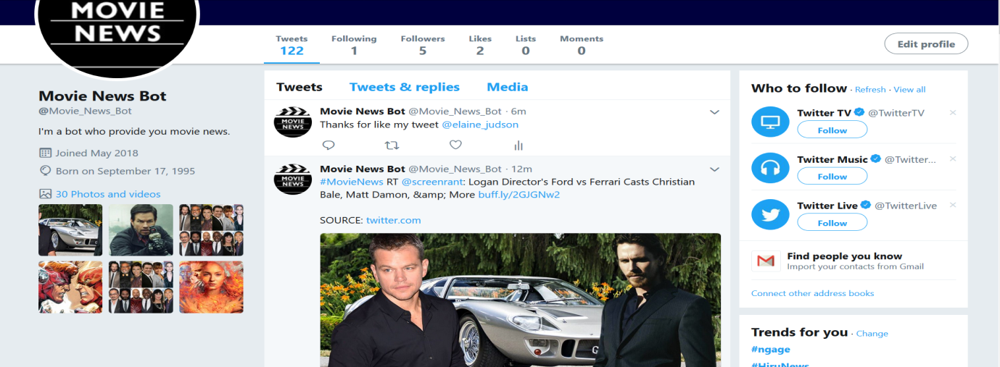 MOVIE
NEWS
Tweets
122
Following
1
Followers
5
Likes
2
Lists
0
Moments
0
Edit profile
Movie News Bot
@Movie_News_Bot
I'm a bot who provide you movie news.
Joined May 2018
Born on September 17, 1995
30 Photos and videos
Tweets Tweets & replies Media
MOVIE
NEWS
Movie News Bot @Movie_News_Bot · 6m
Thanks for like my tweet @elaine_judson
MOVIE
NEWS
Movie News Bot @Movie_News_Bot · 12m
#MovieNews RT @screenrant: Logan Director's Ford vs Ferrari Casts Christian
Bale, Matt Damon, &amp; More buff.ly/2GJGNw2
SOURCE: twitter.com
G
Who to follow · Refresh · View all
Twitter TV @TwitterTV
Follow
Twitter Music @Twitter...
Follow
Twitter Live @TwitterLive
Follow
Find people you know
Import your contacts from Gmail
Connect other address books
Trends for you · Change
#ngage
#HiruNews